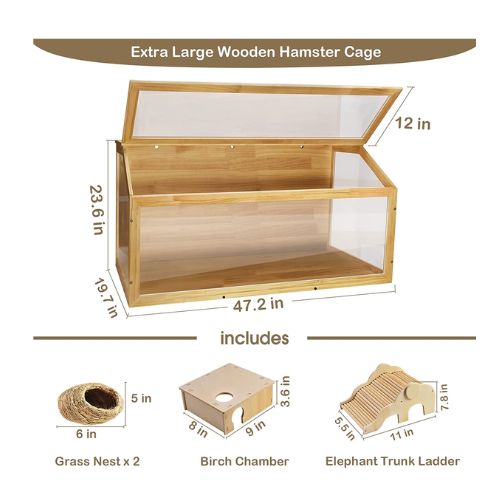 Extra Large Wooden Hamster Cage
12 in
23.6 in
19.7 in
47.2 in
includes
5 in
6 in
3.6 in
8 in
9 in
7.8 in
5.5 in
11 in
Grass Nest x 2
Birch Chamber
Elephant Trunk Ladder